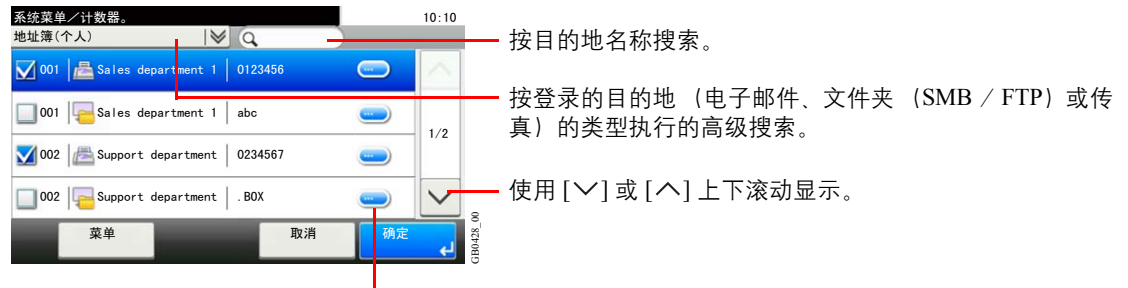 系统菜单／计数器。
10:10
地址簿(个人)
001 Sales department 1 0123456
001 Sales department 1 abc
002 Support department 0234567
002 Support department .BOX
1/2
菜单
取消
确定
GB0428_00
按目的地名称搜索。
按登录的目的地 （电子邮件、文件夹 （SMB / FTP）或传
真）的类型执行的高级搜索。
使用 [∨] 或 [∧] 上下滚动显示。